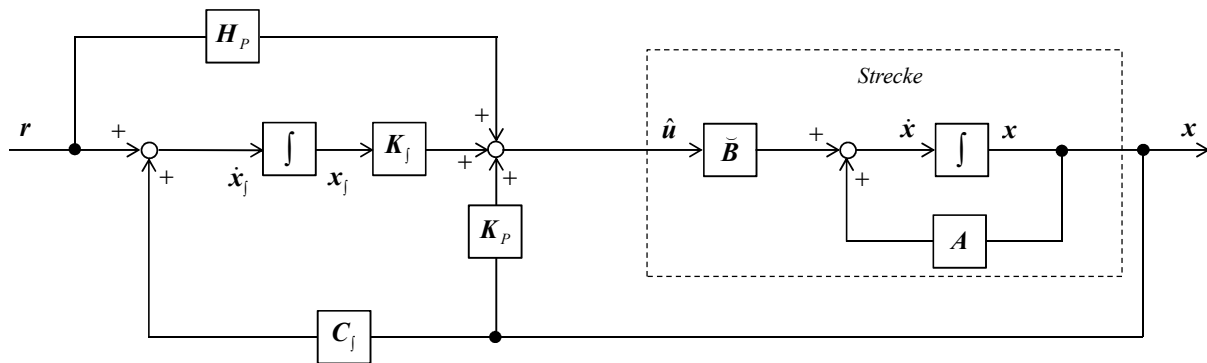 H_P
Strecke
r + ∫ K_∫ + + û B̆ + ẋ ∫ x x
+ ẋ_∫ x_∫ + +
K_P A
C_∫